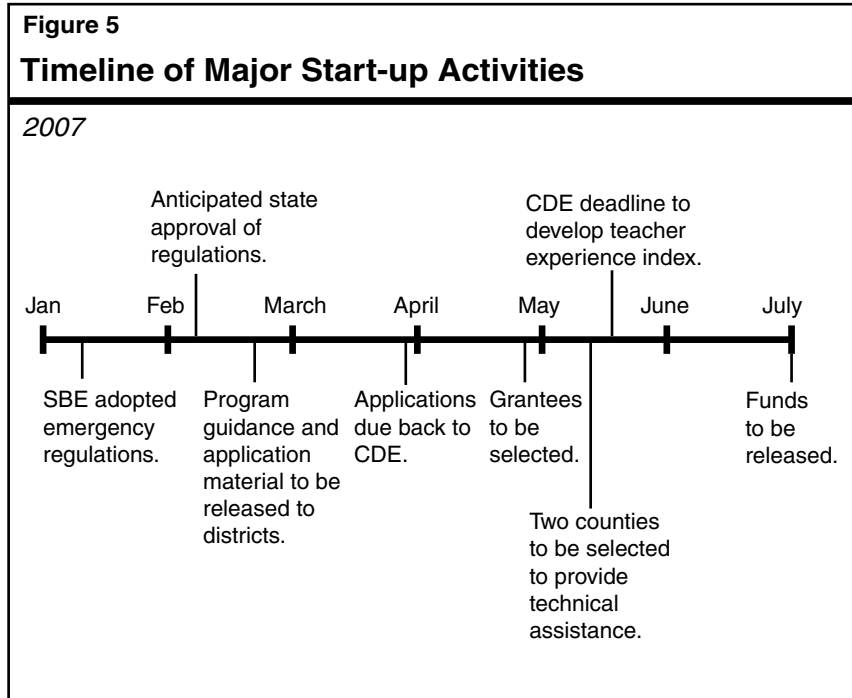 Figure 5
Timeline of Major Start-up Activities
2007
Anticipated state
approval of
regulations.
CDE deadline to
develop teacher
experience index.
Jan Feb March April May June July
SBE adopted
emergency
regulations.
Program
guidance and
application
material to be
released to
districts.
Applications
due back to
CDE.
Grantees
to be
selected.
Two counties
to be selected
to provide
technical
assistance.
Funds
to be
released.